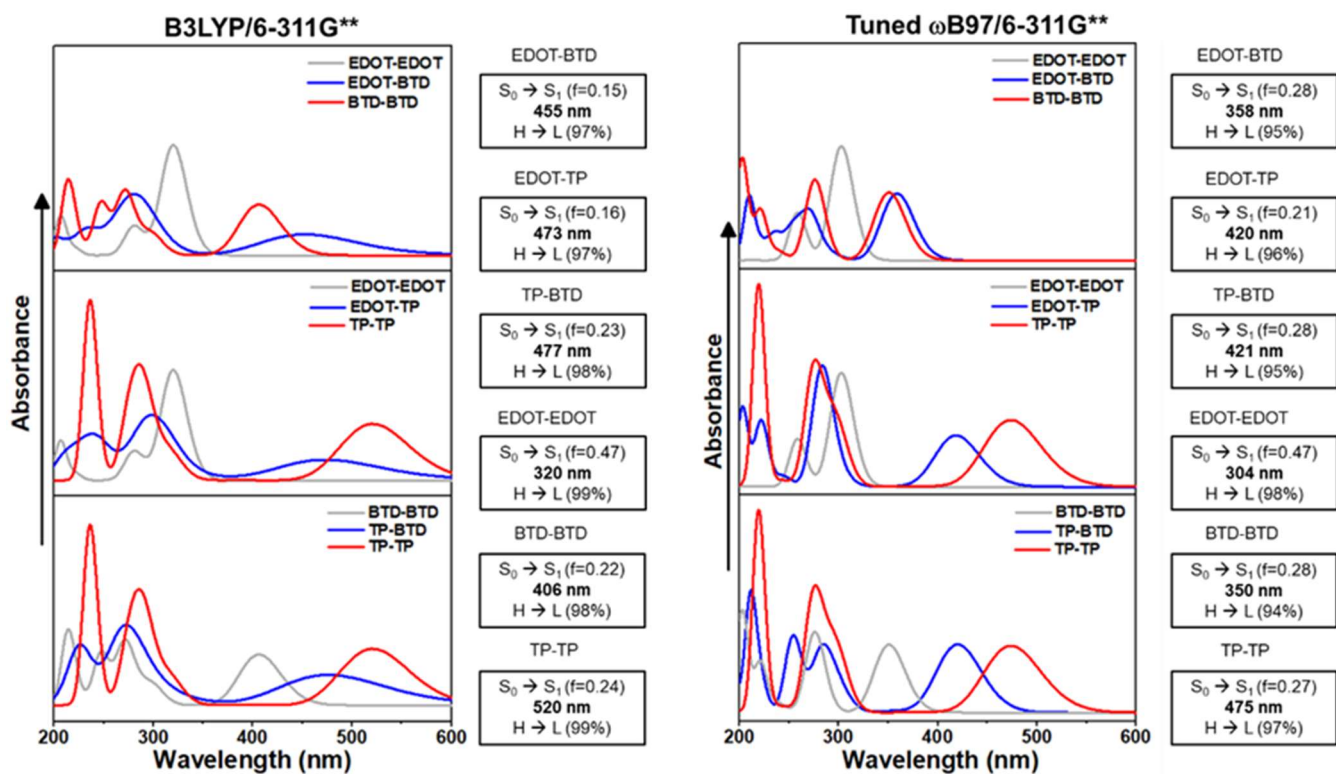 B3LYP/6-311G**
EDOT-EDOT
EDOT-BTD
BTD-BTD
EDOT-EDOT
EDOT-TP
TP-TP
BTD-BTD
TP-BTD
TP-TP
Absorbance
200 300 400 500 600
Wavelength (nm)
EDOT-BTD
S₀ → S₁ (f=0.15)
455 nm
H → L (97%)
EDOT-TP
S₀ → S₁ (f=0.16)
473 nm
H → L (97%)
TP-BTD
S₀ → S₁ (f=0.23)
477 nm
H → L (98%)
EDOT-EDOT
S₀ → S₁ (f=0.47)
320 nm
H → L (99%)
BTD-BTD
S₀ → S₁ (f=0.22)
406 nm
H → L (98%)
TP-TP
S₀ → S₁ (f=0.24)
520 nm
H → L (99%)
Tuned ωB97/6-311G**
EDOT-EDOT
EDOT-BTD
BTD-BTD
EDOT-EDOT
EDOT-TP
TP-TP
BTD-BTD
TP-BTD
TP-TP
Absorbance
200 300 400 500 600
Wavelength (nm)
EDOT-BTD
S₀ → S₁ (f=0.28)
358 nm
H → L (95%)
EDOT-TP
S₀ → S₁ (f=0.21)
420 nm
H → L (96%)
TP-BTD
S₀ → S₁ (f=0.28)
421 nm
H → L (95%)
EDOT-EDOT
S₀ → S₁ (f=0.47)
304 nm
H → L (98%)
BTD-BTD
S₀ → S₁ (f=0.28)
350 nm
H → L (94%)
TP-TP
S₀ → S₁ (f=0.27)
475 nm
H → L (97%)